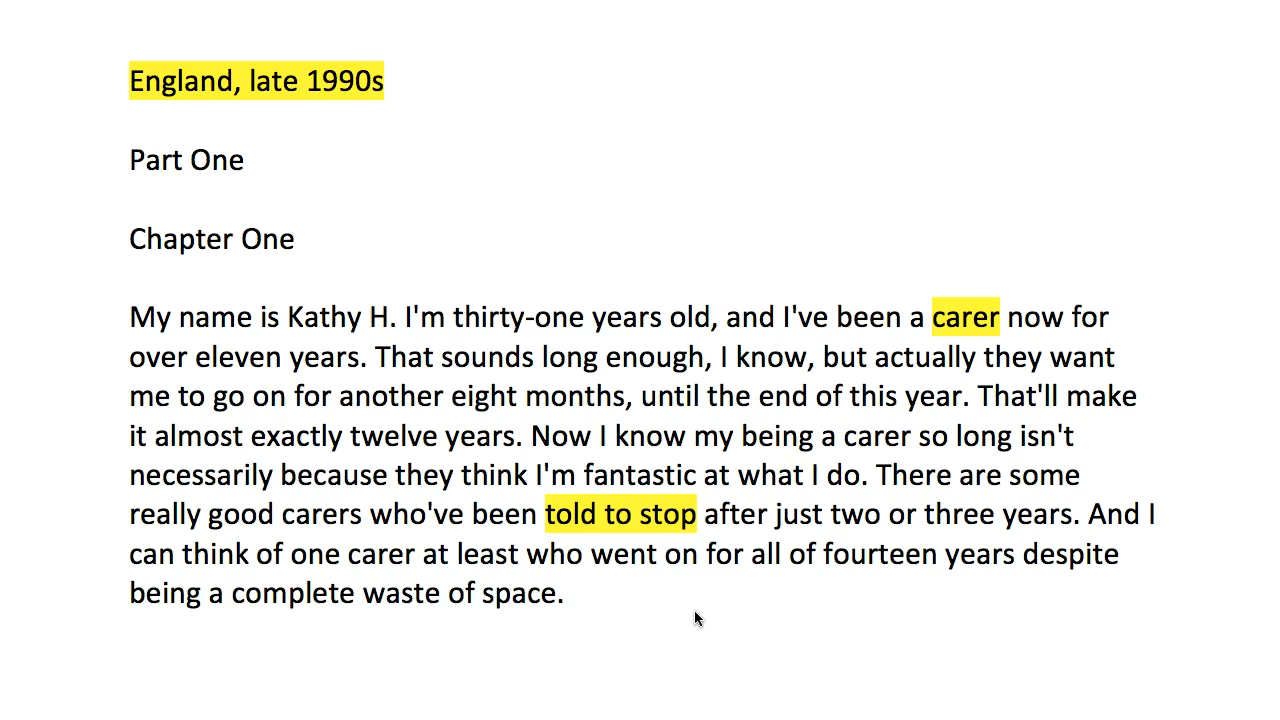 England, late 1990s
Part One
Chapter One
My name is Kathy H. I'm thirty-one years old, and I've been a carer now for
over eleven years. That sounds long enough, I know, but actually they want
me to go on for another eight months, until the end of this year. That'll make
it almost exactly twelve years. Now I know my being a carer so long isn't
necessarily because they think I'm fantastic at what I do. There are some
really good carers who've been told to stop after just two or three years. And I
can think of one carer at least who went on for all of fourteen years despite
being a complete waste of space.